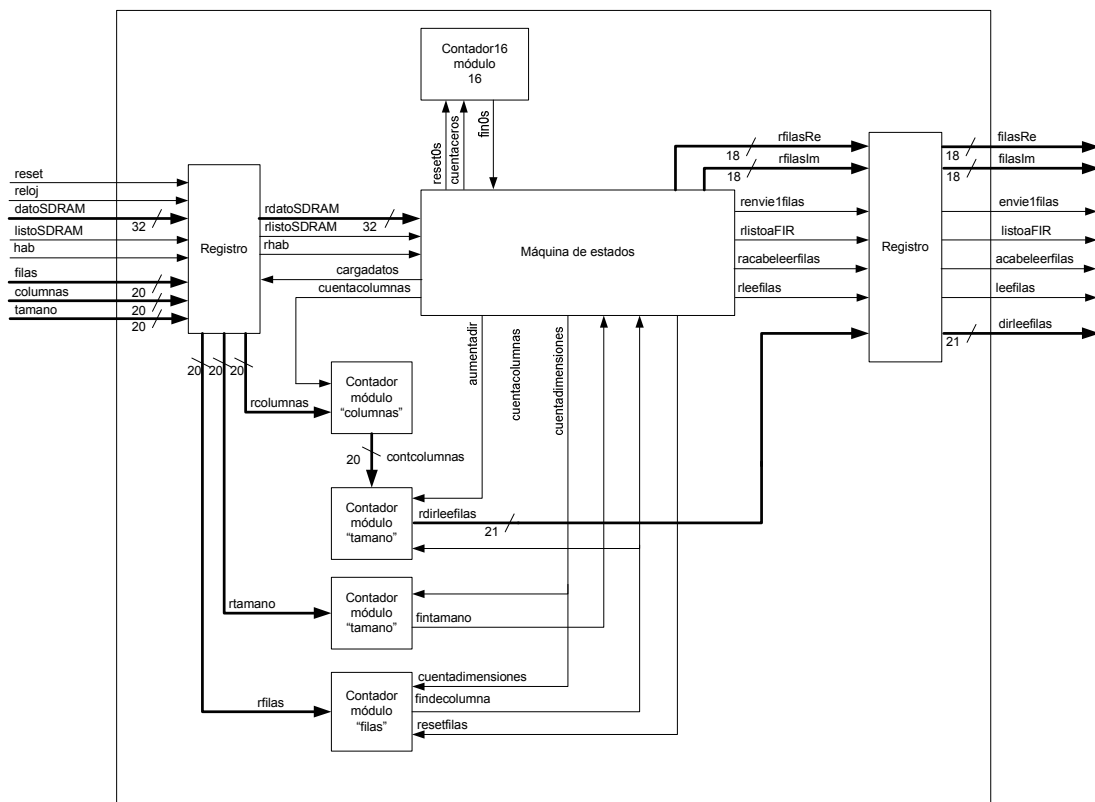 Contador16
módulo
16
reset0s
cuentaceros
fin0s
rfilasRe
18
rfilasIm
18
filasRe
18
filasIm
18
reset
reloj
datoSDRAM
32
listoSDRAM
hab
filas
20
columnas
20
tamano
20
Registro
rdatoSDRAM
32
rlistoSDRAM
rhab
cargadatos
cuentacolumnas
Máquina de estados
renvie1filas
rlistoaFIR
racabeleerfilas
rleefilas
Registro
envie1filas
listoaFIR
acabeleerfilas
leefilas
dirleefilas
21
20
20
20
aumentadir
cuentacolumnas
cuentadimensiones
rcolumnas
Contador
módulo
“columnas”
20
contcolumnas
Contador
módulo
“tamano”
rdirleefilas
21
rtamano
Contador
módulo
“tamano”
fintamano
rfilas
Contador
módulo
“filas”
cuentadimensiones
findecolumna
resetfilas